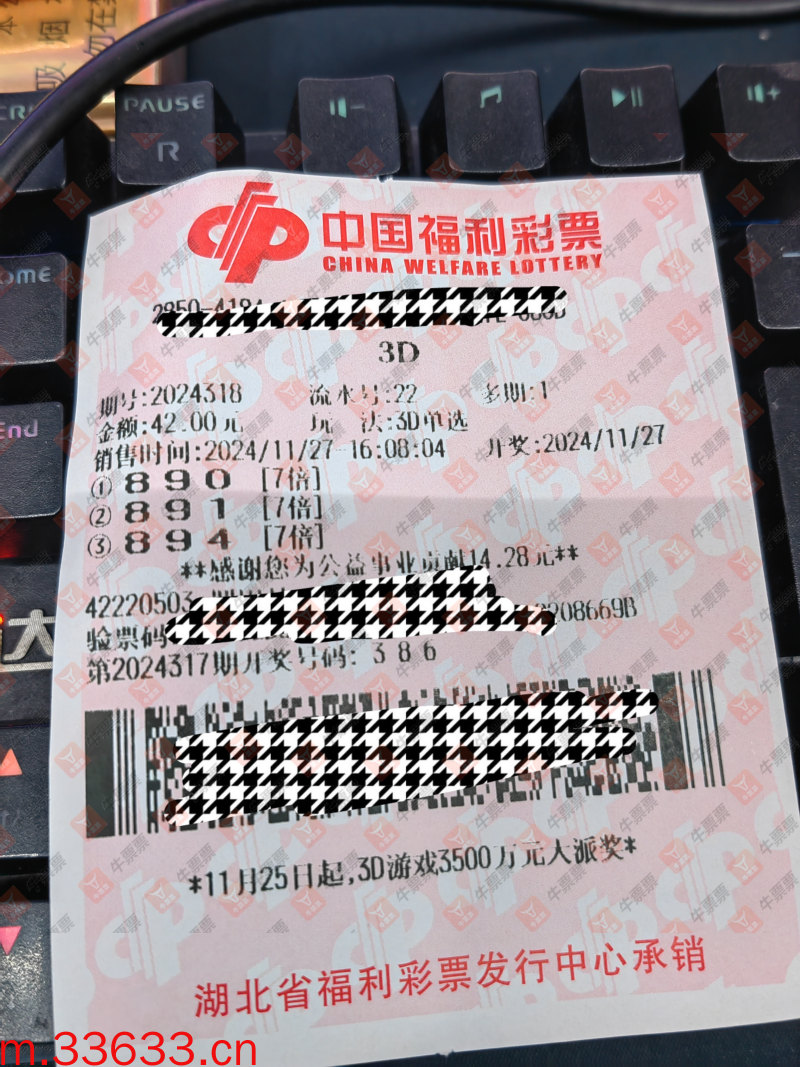 PAUSE
R
ome
End
大
中国福利彩票
CHINA WELFARE LOTTERY
3D
期号:2024318 流水号:22 多期:1
金额:42.00元 玩 法:3D单选
销售时间:2024/11/27-16:08:04 开奖:2024/11/27
① 8 9 0 [7倍]
② 8 9 1 [7倍]
③ 8 9 4 [7倍]
**感谢您为公益事业贡献14.28元**
42220503 2208669B
验票码
第2024317期开奖号码: 3 8 6
*11月25日起,3D游戏3500万元大派奖*
湖北省福利彩票发行中心承销
牛票票
m.33633.cn